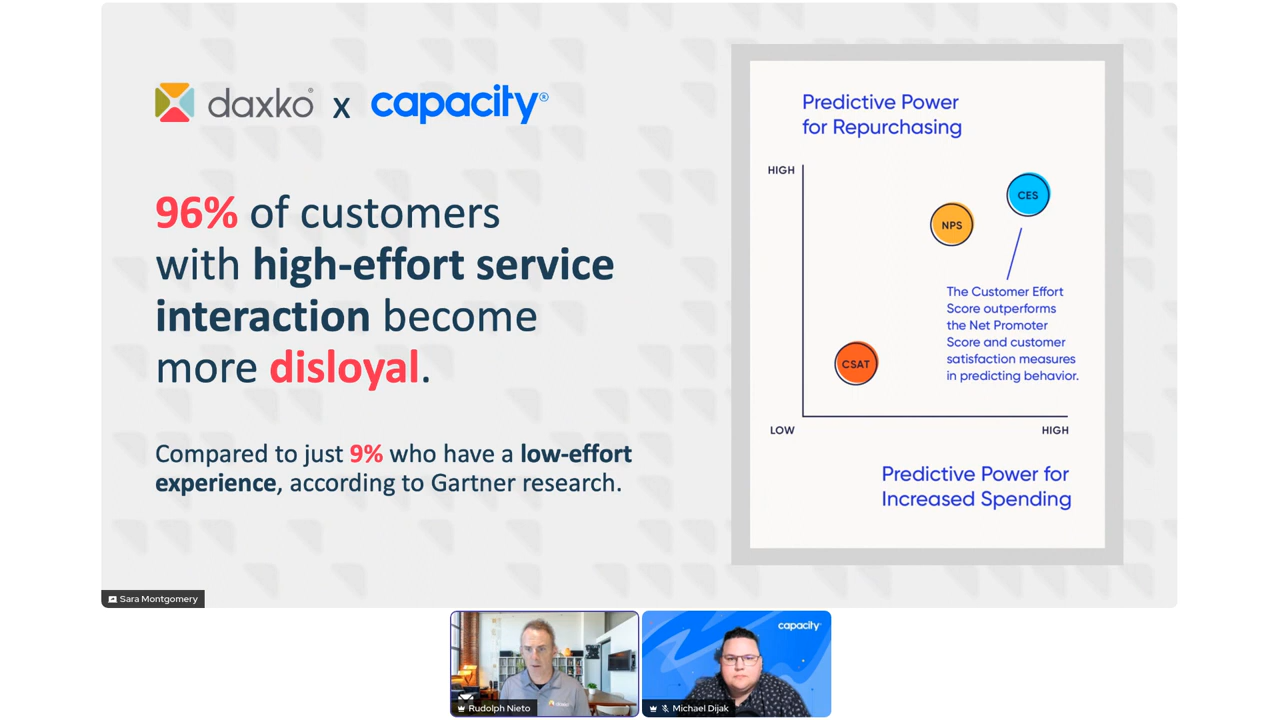 daxko x capacity®
96% of customers
with high-effort service
interaction become
more disloyal.
Compared to just 9% who have a low-effort
experience, according to Gartner research.
Predictive Power
for Repurchasing
HIGH
CES
NPS
The Customer Effort
Score outperforms
the Net Promoter
Score and customer
satisfaction measures
in predicting behavior.
CSAT
LOW
HIGH
Predictive Power for
Increased Spending
Sara Montgomery
capacity
Rudolph Nieto
Michael Dijak